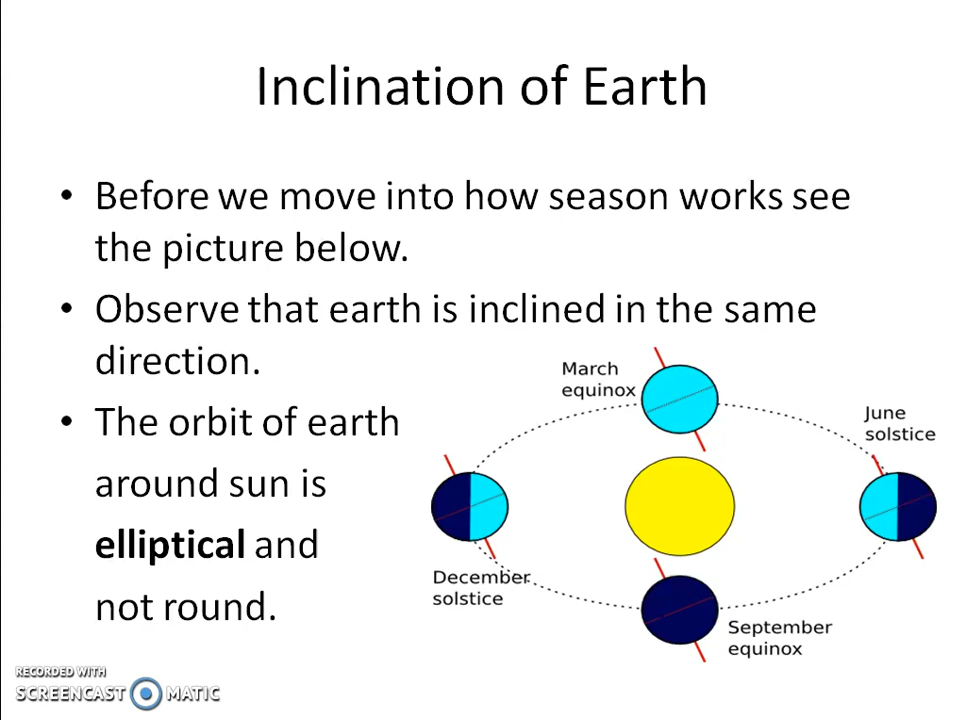 Inclination of Earth
• Before we move into how season works see
the picture below.
• Observe that earth is inclined in the same
direction.
• The orbit of earth
around sun is
elliptical and
not round.
March
equinox
June
solstice
December
solstice
September
equinox
RECORDED WITH
SCREENCAST MATIC